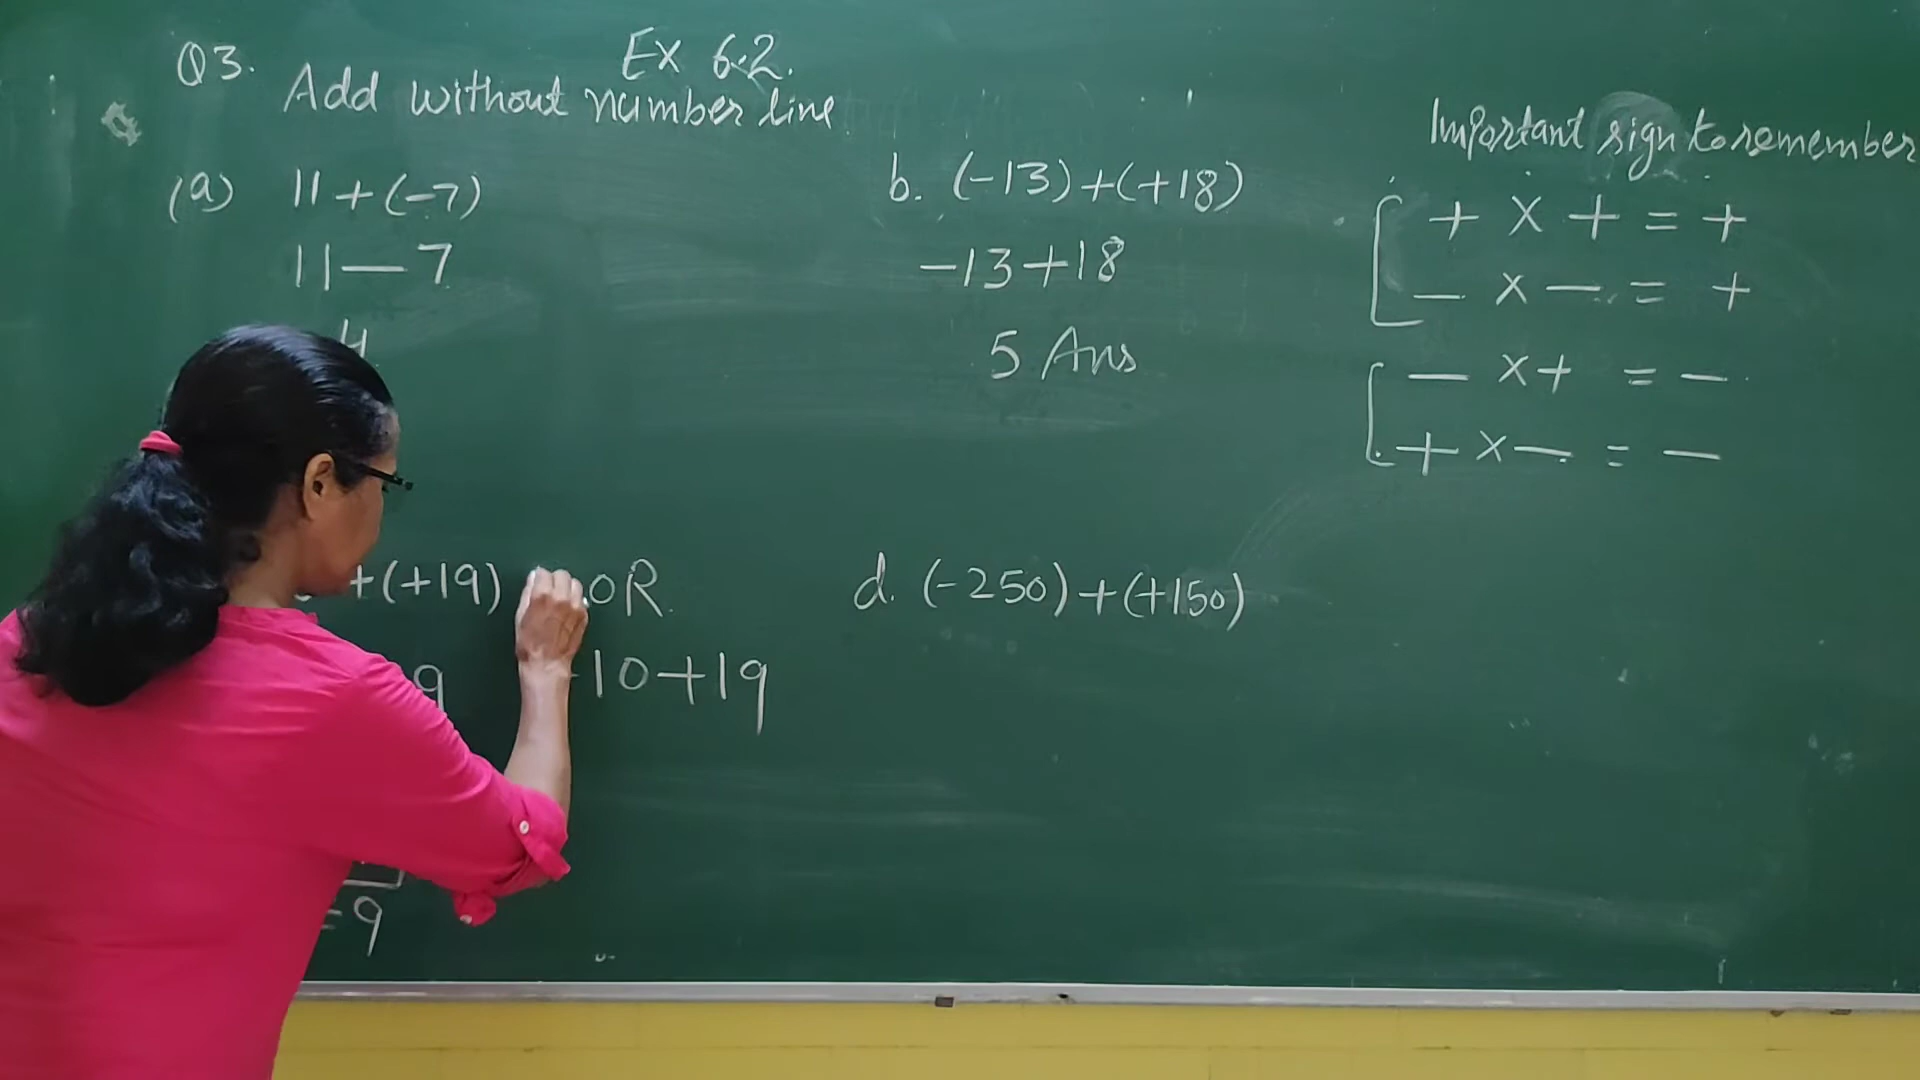 Ex 6.2.
Q3. Add without number line.
(a) 11 + (-7)
11 - 7
4
b. (-13) + (+18)
-13 + 18
5 Ans
Important sign to remember
+ x + = +
- x - = +
- x + = -
+ x - = -
+ (+19) OR
9
-10 + 19
= 9
d. (-250) + (+150)